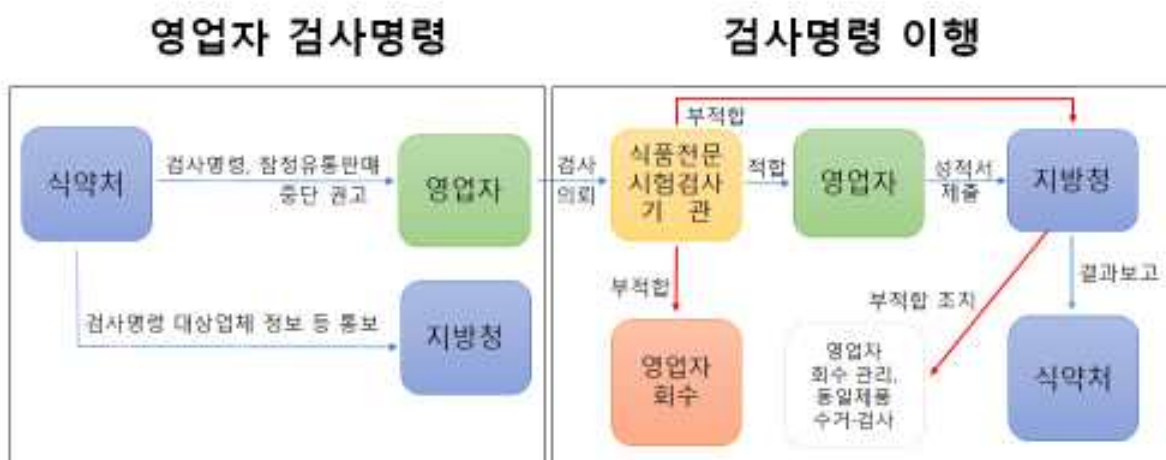 영업자 검사명령
검사명령 이행
식약처
검사명령, 잠정유통판매
중단 권고
영업자
검사명령 대상업체 정보 등 통보
지방청
검사
의뢰
부적합
식품전문
시험검사
기 관
적합
영업자
성적서
제출
지방청
부적합
영업자
회수
부적합 조치
영업자
회수 관리,
동일제품
수거·검사
결과보고
식약처